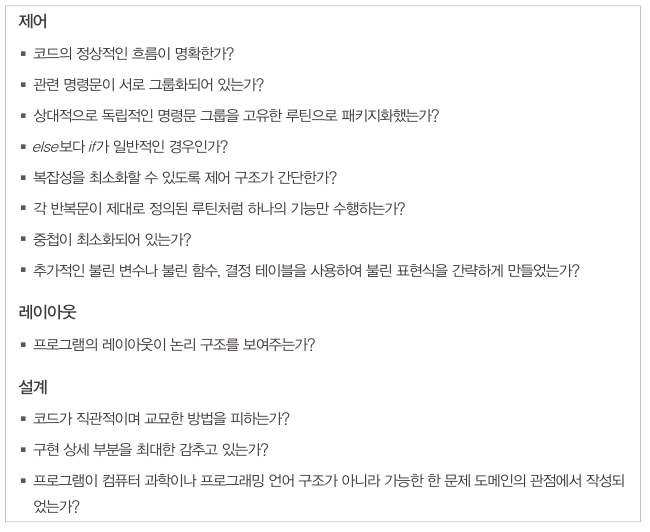 제어
▪ 코드의 정상적인 흐름이 명확한가?
▪ 관련 명령문이 서로 그룹화되어 있는가?
▪ 상대적으로 독립적인 명령문 그룹을 고유한 루틴으로 패키지화했는가?
▪ else보다 if가 일반적인 경우인가?
▪ 복잡성을 최소화할 수 있도록 제어 구조가 간단한가?
▪ 각 반복문이 제대로 정의된 루틴처럼 하나의 기능만 수행하는가?
▪ 중첩이 최소화되어 있는가?
▪ 추가적인 불린 변수나 불린 함수, 결정 테이블을 사용하여 불린 표현식을 간략하게 만들었는가?
레이아웃
▪ 프로그램의 레이아웃이 논리 구조를 보여주는가?
설계
▪ 코드가 직관적이며 교묘한 방법을 피하는가?
▪ 구현 상세 부분을 최대한 감추고 있는가?
▪ 프로그램이 컴퓨터 과학이나 프로그래밍 언어 구조가 아니라 가능한 한 문제 도메인의 관점에서 작성되
었는가?